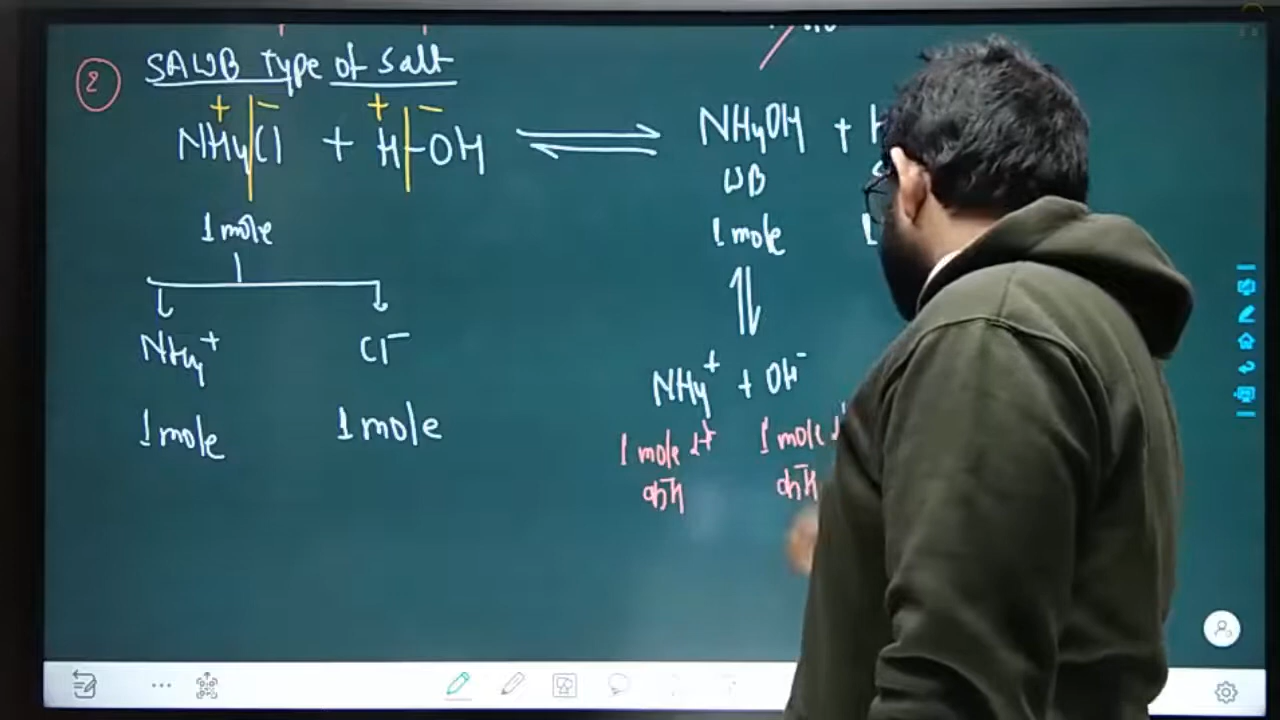 2 SAWB Type of Salt
+ - + -
NH4Cl + H-OH ⇌ NH4OH + H
WB
1 mole 1 mole 1
NH4+ Cl- NH4+ + OH-
1 mole 1 mole 1 mole से कम 1 mole से कम